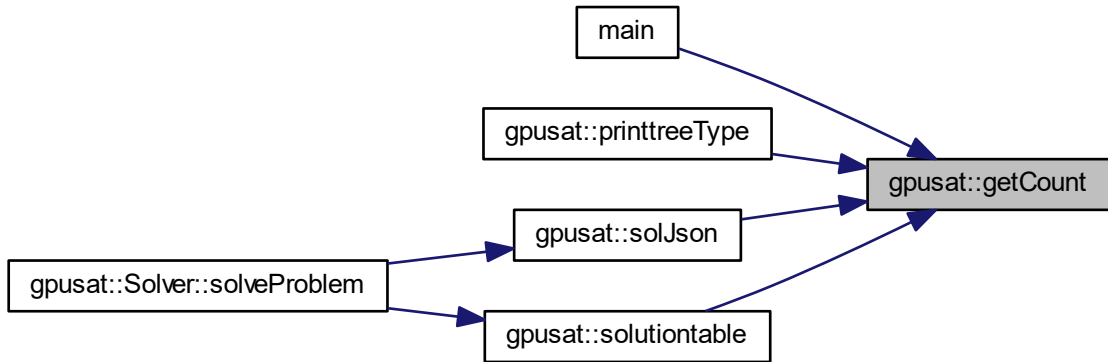 main
gpusat::printtreeType
gpusat::getCount
gpusat::solJson
gpusat::Solver::solveProblem
gpusat::solutiontable